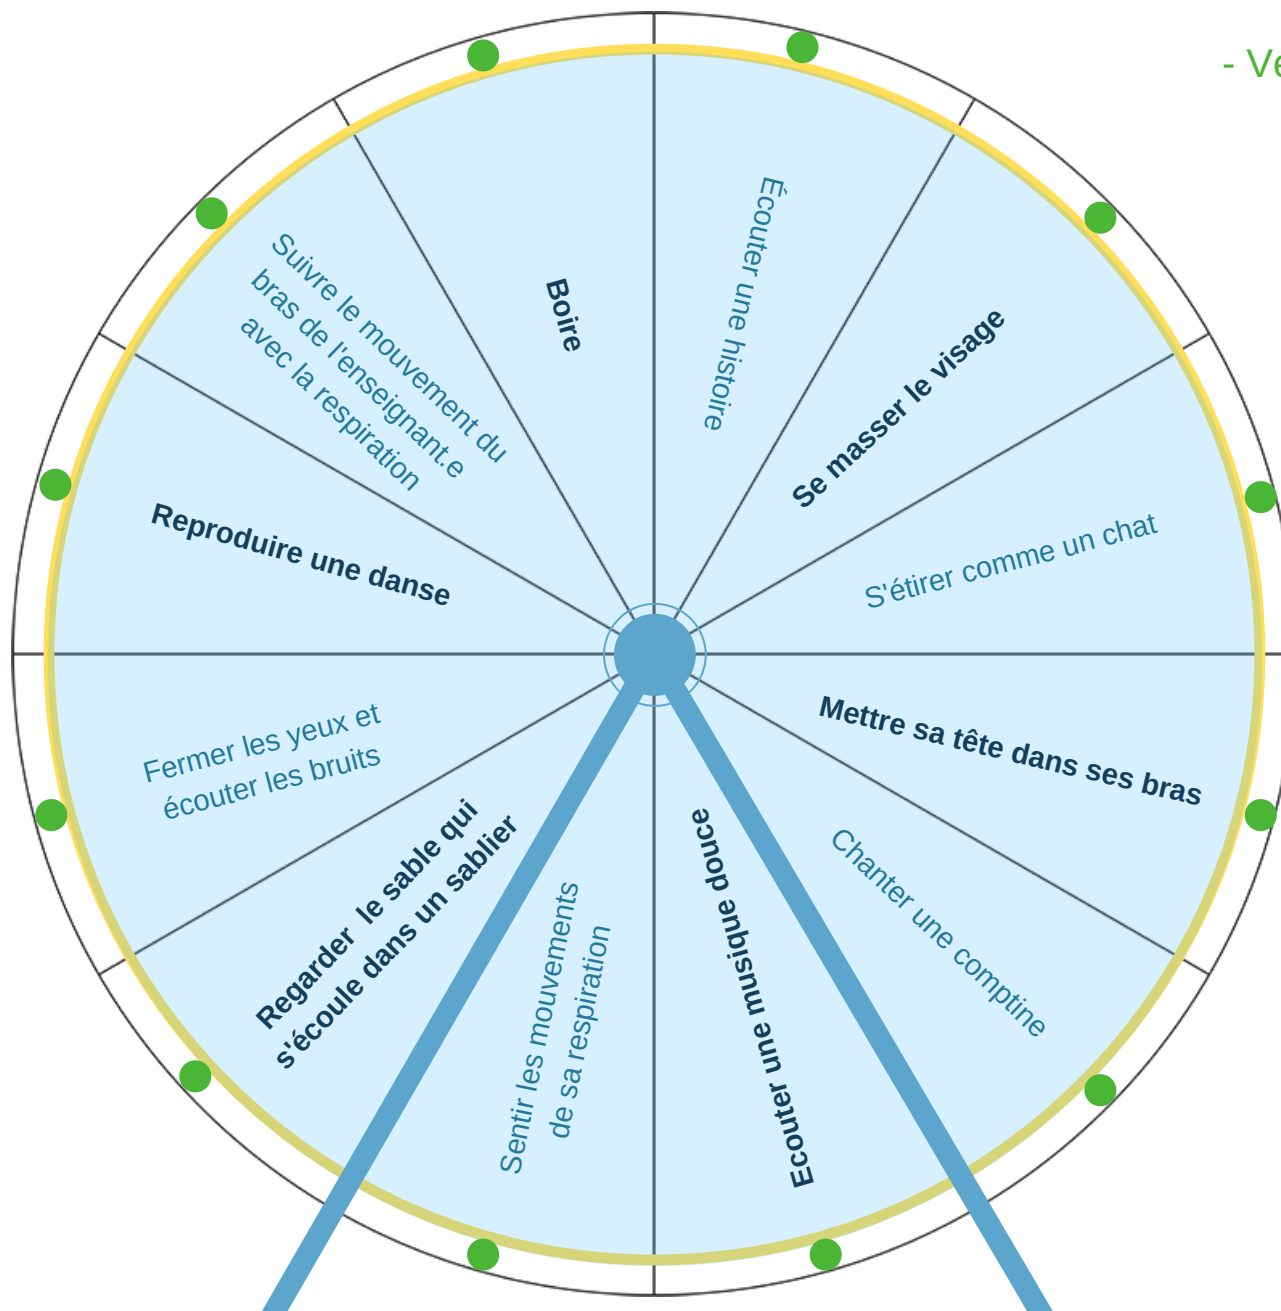 - Ve
Écouter une histoire
Se masser le visage
S'étirer comme un chat
Mettre sa tête dans ses bras
Chanter une comptine
Ecouter une musique douce
Sentir les mouvements
de sa respiration
Regarder le sable qui
s'écoule dans un sablier
Fermer les yeux et
écouter les bruits
Reproduire une danse
Suivre le mouvement du
bras de l'enseignant.e
avec la respiration
Boire